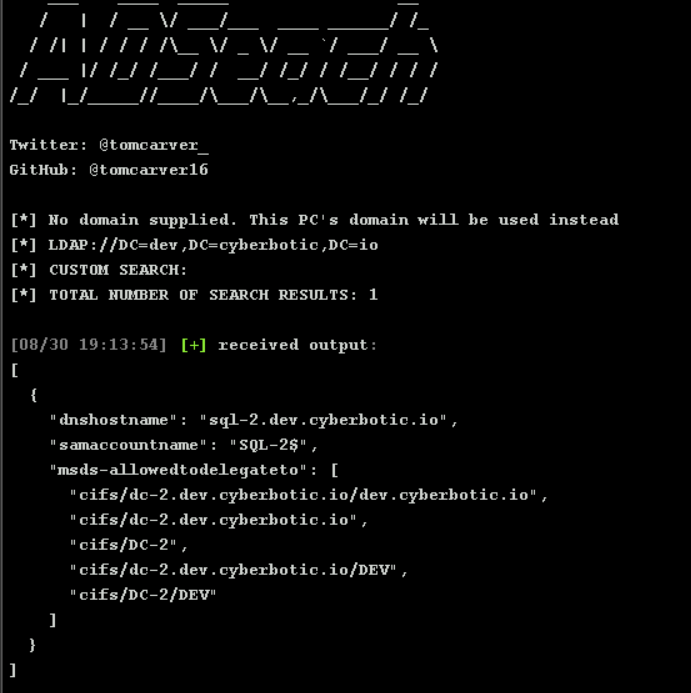 ADSearch
Twitter: @tomcarver_
GitHub: @tomcarver16
[*] No domain supplied. This PC's domain will be used instead
[*] LDAP://DC=dev,DC=cyberbotic,DC=io
[*] CUSTOM SEARCH:
[*] TOTAL NUMBER OF SEARCH RESULTS: 1
[08/30 19:13:54] [+] received output:
[
{
"dnshostname": "sql-2.dev.cyberbotic.io",
"samaccountname": "SQL-2$",
"msds-allowedtodelegateto": [
"cifs/dc-2.dev.cyberbotic.io/dev.cyberbotic.io",
"cifs/dc-2.dev.cyberbotic.io",
"cifs/DC-2",
"cifs/dc-2.dev.cyberbotic.io/DEV",
"cifs/DC-2/DEV"
]
}
]